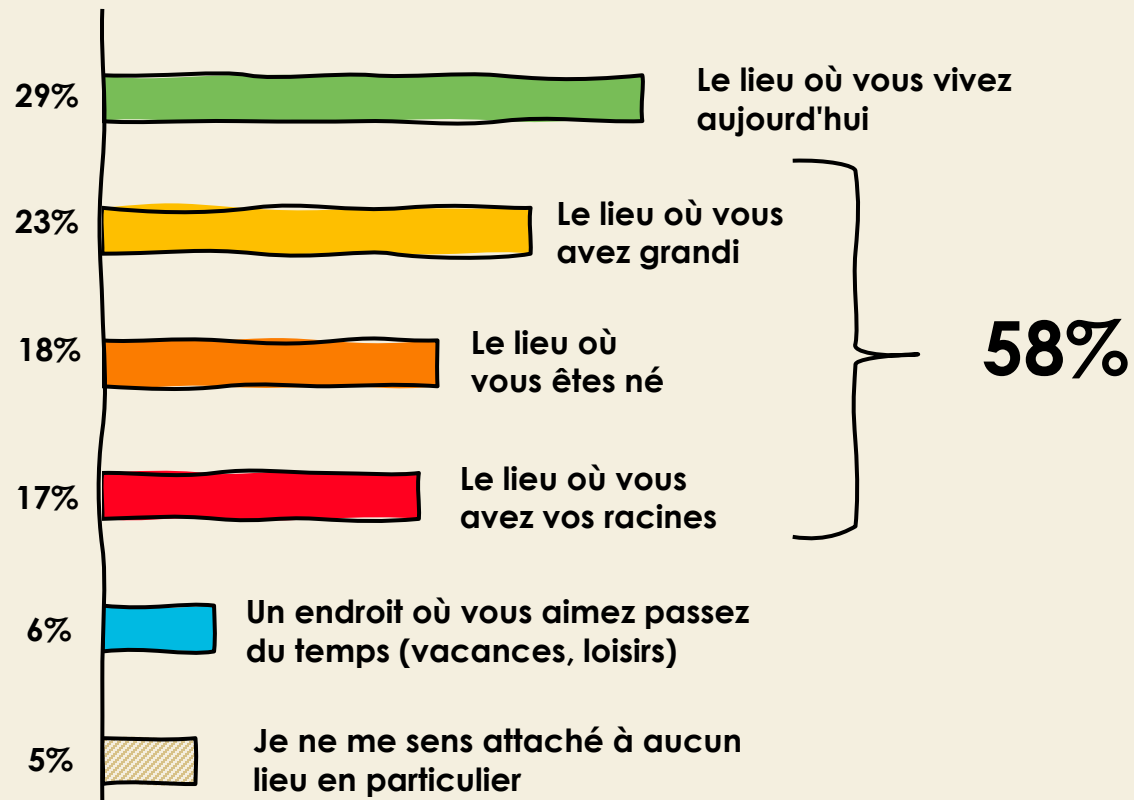 29%
Le lieu où vous vivez
aujourd'hui
23%
Le lieu où vous
avez grandi
18%
Le lieu où
vous êtes né
58%
17%
Le lieu où vous
avez vos racines
6%
Un endroit où vous aimez passez
du temps (vacances, loisirs)
5%
Je ne me sens attaché à aucun
lieu en particulier